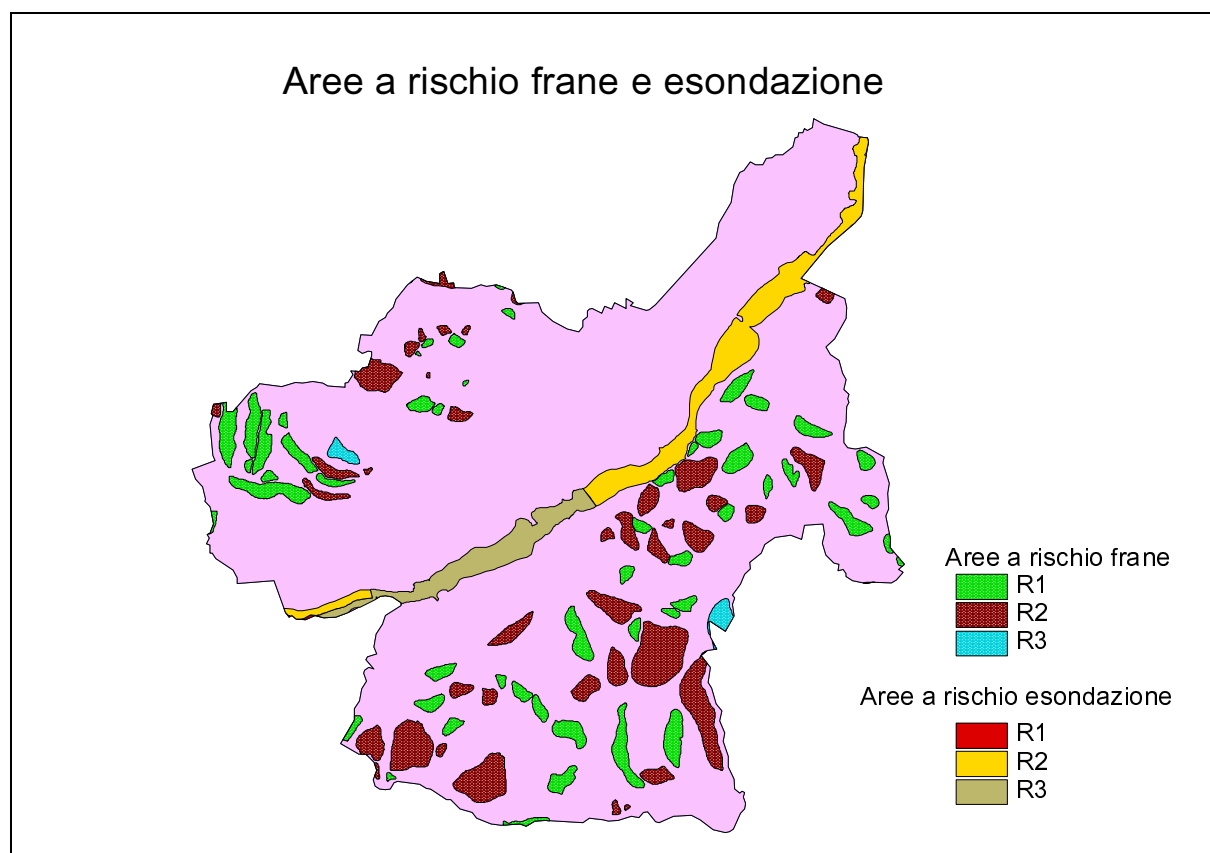 Aree a rischio frane e esondazione
Aree a rischio frane
R1
R2
R3
Aree a rischio esondazione
R1
R2
R3